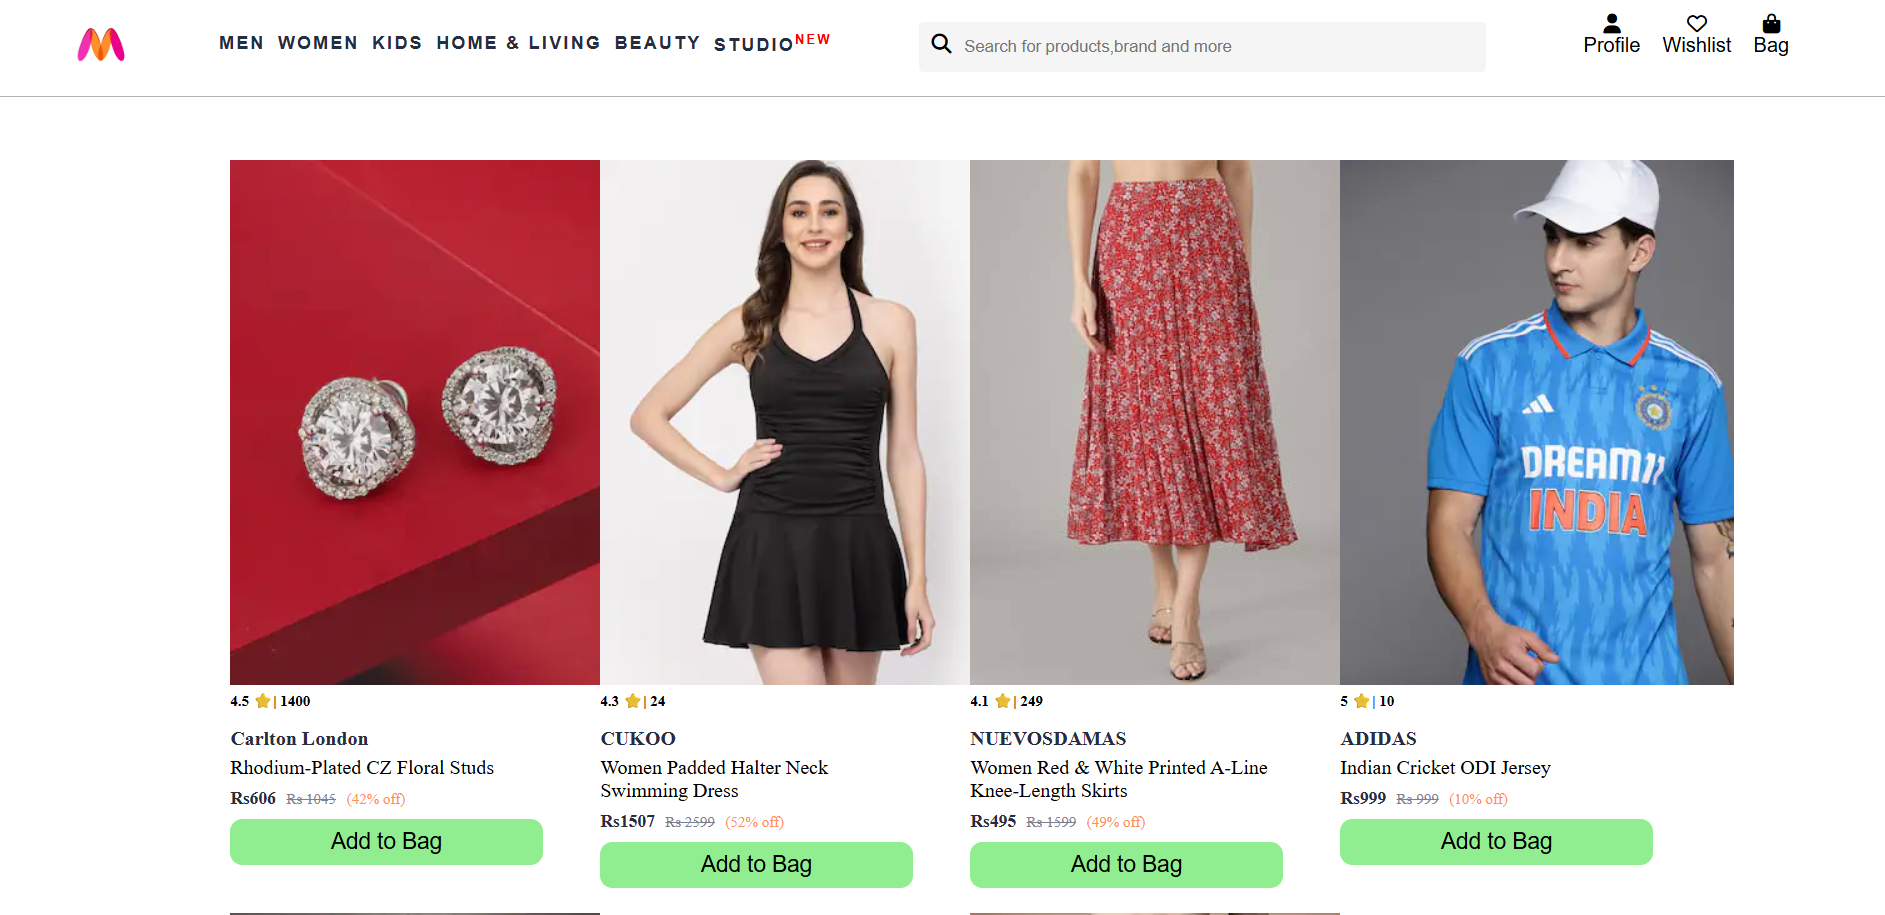 MEN WOMEN KIDS HOME & LIVING BEAUTY STUDIO NEW
Search for products,brand and more
Profile Wishlist Bag
DREAM11
INDIA
4.5 | 1400
Carlton London
Rhodium-Plated CZ Floral Studs
Rs606 Rs 1045 (42% off)
Add to Bag
4.3 | 24
CUKOO
Women Padded Halter Neck
Swimming Dress
Rs1507 Rs 2599 (52% off)
Add to Bag
4.1 | 249
NUEVOSDAMAS
Women Red & White Printed A-Line
Knee-Length Skirts
Rs495 Rs 1599 (49% off)
Add to Bag
5 | 10
ADIDAS
Indian Cricket ODI Jersey
Rs999 Rs 999 (10% off)
Add to Bag